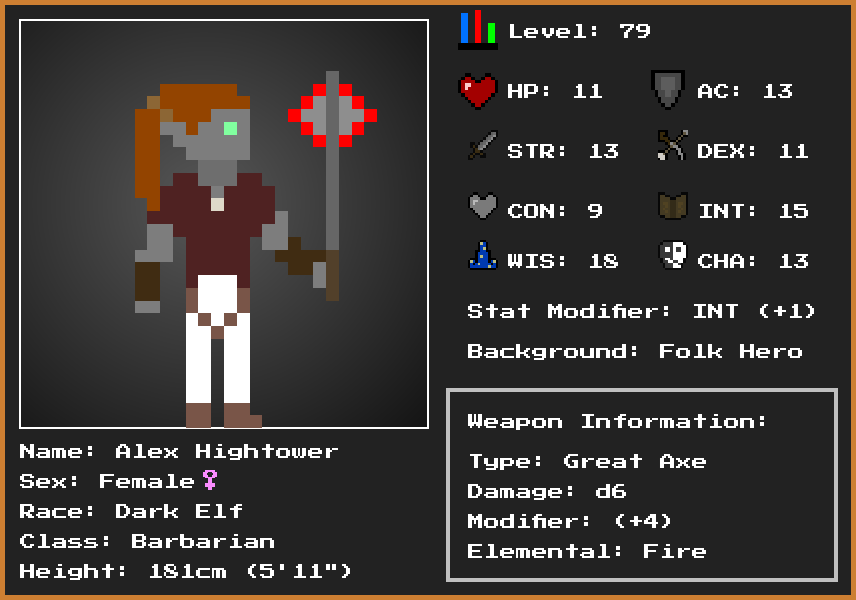 Level: 79
HP: 11
AC: 13
STR: 13
DEX: 11
CON: 9
INT: 15
WIS: 18
CHA: 13
Stat Modifier: INT (+1)
Background: Folk Hero
Weapon Information:
Type: Great Axe
Damage: d6
Modifier: (+4)
Elemental: Fire
Name: Alex Hightower
Sex: Female♀
Race: Dark Elf
Class: Barbarian
Height: 181cm (5'11")